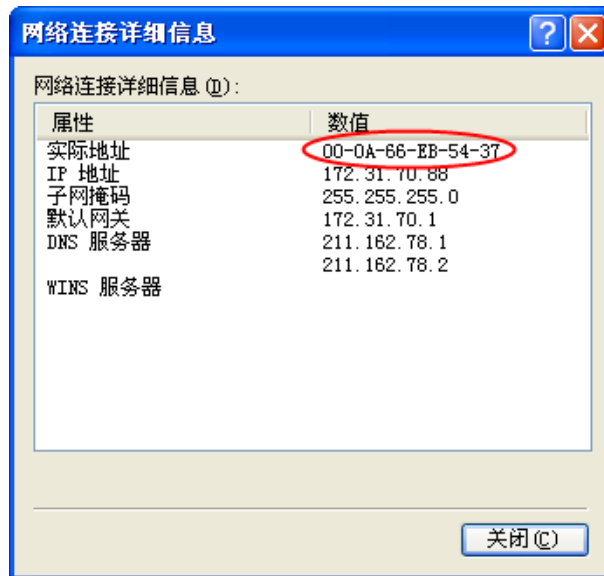 网络连接详细信息
网络连接详细信息(D):
属性 数值
实际地址 00-0A-66-EB-54-37
IP 地址 172.31.70.88
子网掩码 255.255.255.0
默认网关 172.31.70.1
DNS 服务器 211.162.78.1
211.162.78.2
WINS 服务器
关闭(C)